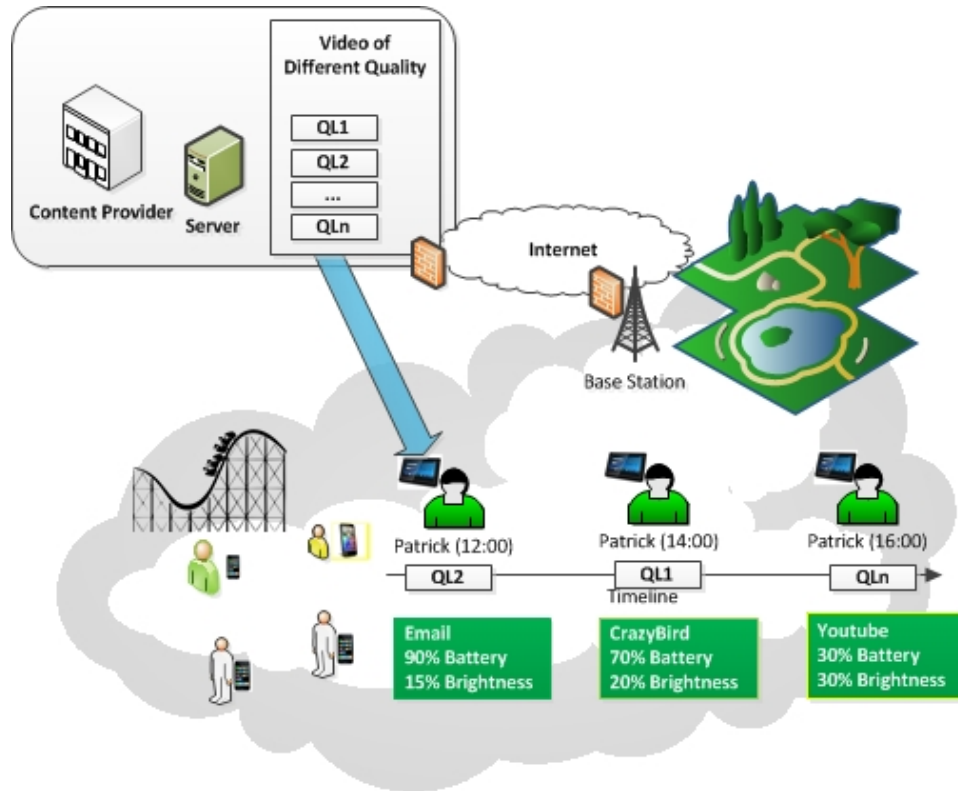 Video of
Different Quality
QL1
QL2
...
QLn
Content Provider
Server
Internet
Base Station
Patrick (12:00)
Patrick (14:00)
Patrick (16:00)
QL2
QL1
QLn
Timeline
Email
90% Battery
15% Brightness
CrazyBird
70% Battery
20% Brightness
Youtube
30% Battery
30% Brightness